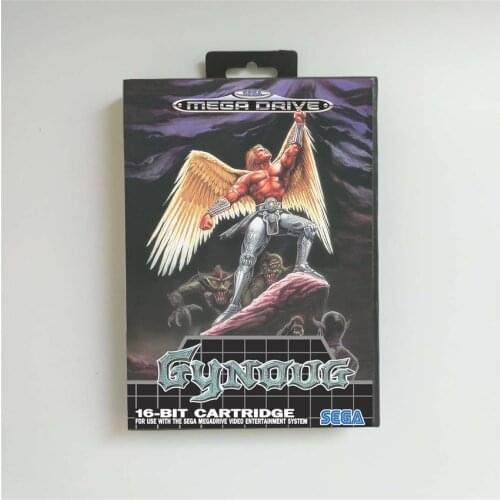 SEGA
MEGA DRIVE
GYNOUG
16-BIT CARTRIDGE
FOR USE WITH THE SEGA MEGADRIVE VIDEO ENTERTAINMENT SYSTEM
SEGA